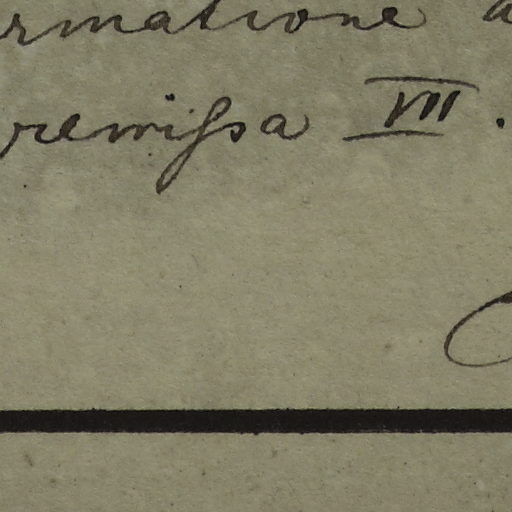 rmatione a
remissa VII.